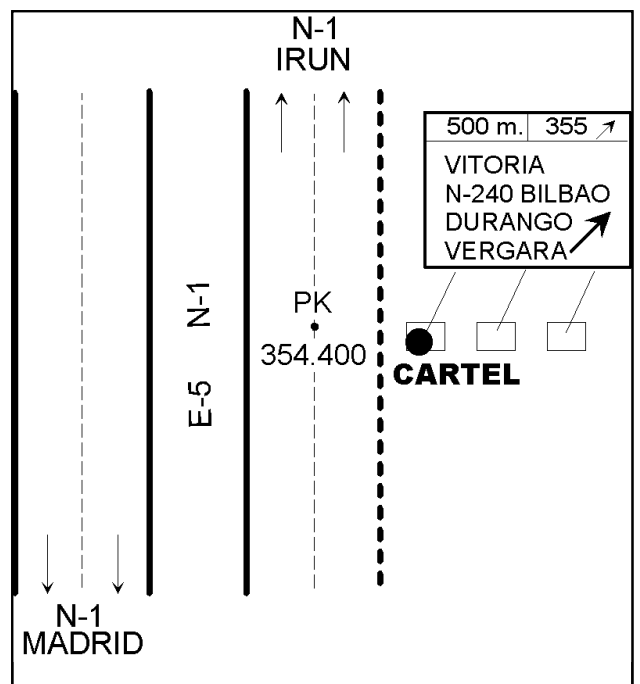 N-1
IRUN
500 m. 355
VITORIA
N-240 BILBAO
DURANGO
VERGARA
E-5 N-1
PK
354.400
CARTEL
N-1
MADRID